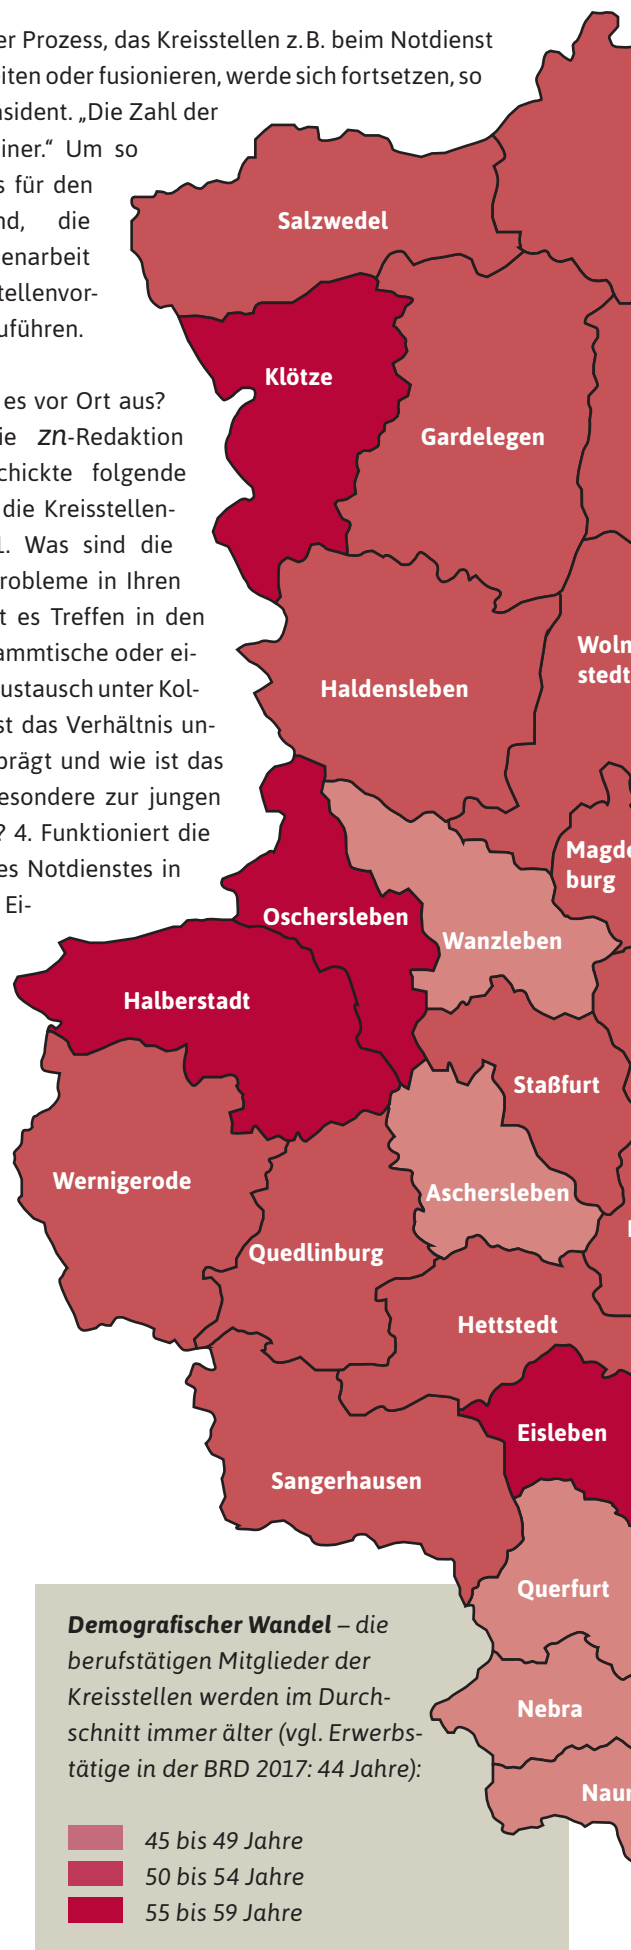 er Prozess, das Kreisstellen z.B. beim Notdienst
iten oder fusionieren, werde sich fortsetzen, so
sident. „Die Zahl der
iner.“ Um so
s für den
nd, die
enarbeit
tellenvor-
uführen.
es vor Ort aus?
ie zn-Redaktion
chickte folgende
die Kreisstellen-
. Was sind die
robleme in Ihren
t es Treffen in den
ammtische oder ei-
ustausch unter Kol-
st das Verhältnis un-
prägt und wie ist das
esondere zur jungen
? 4. Funktioniert die
es Notdienstes in
Ei-
Salzwedel
Klötze
Gardelegen
Woln
stedt
Haldensleben
Magde
burg
Oschersleben
Wanzleben
Halberstadt
Staßfurt
Wernigerode
Aschersleben
Quedlinburg
Hettstedt
Eisleben
Sangerhausen
Querfurt
Nebra
Naun
Demografischer Wandel – die
berufstätigen Mitglieder der
Kreisstellen werden im Durch-
schnitt immer älter (vgl. Erwerbs-
tätige in der BRD 2017: 44 Jahre):
45 bis 49 Jahre
50 bis 54 Jahre
55 bis 59 Jahre